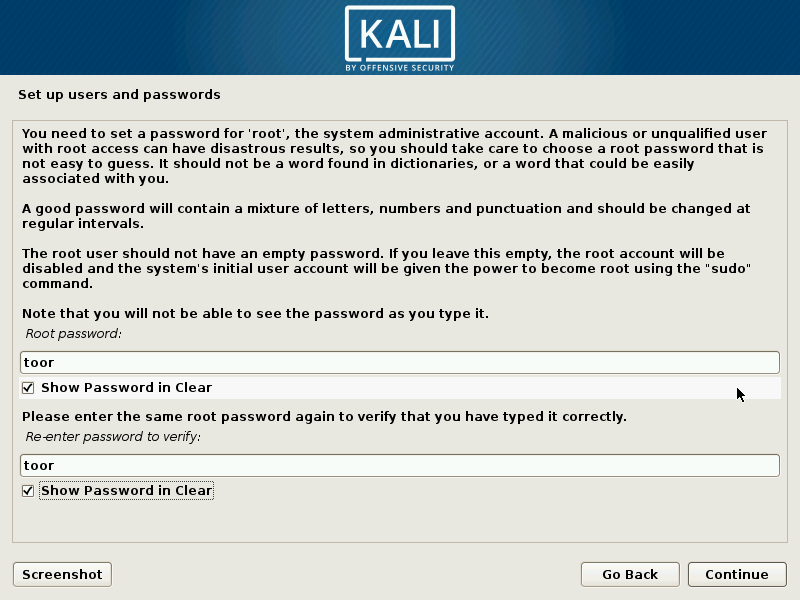 KALI
BY OFFENSIVE SECURITY
Set up users and passwords
You need to set a password for 'root', the system administrative account. A malicious or unqualified user
with root access can have disastrous results, so you should take care to choose a root password that is
not easy to guess. It should not be a word found in dictionaries, or a word that could be easily
associated with you.
A good password will contain a mixture of letters, numbers and punctuation and should be changed at
regular intervals.
The root user should not have an empty password. If you leave this empty, the root account will be
disabled and the system's initial user account will be given the power to become root using the "sudo"
command.
Note that you will not be able to see the password as you type it.
Root password:
toor
Show Password in Clear
Please enter the same root password again to verify that you have typed it correctly.
Re-enter password to verify:
toor
Show Password in Clear
Screenshot
Go Back
Continue